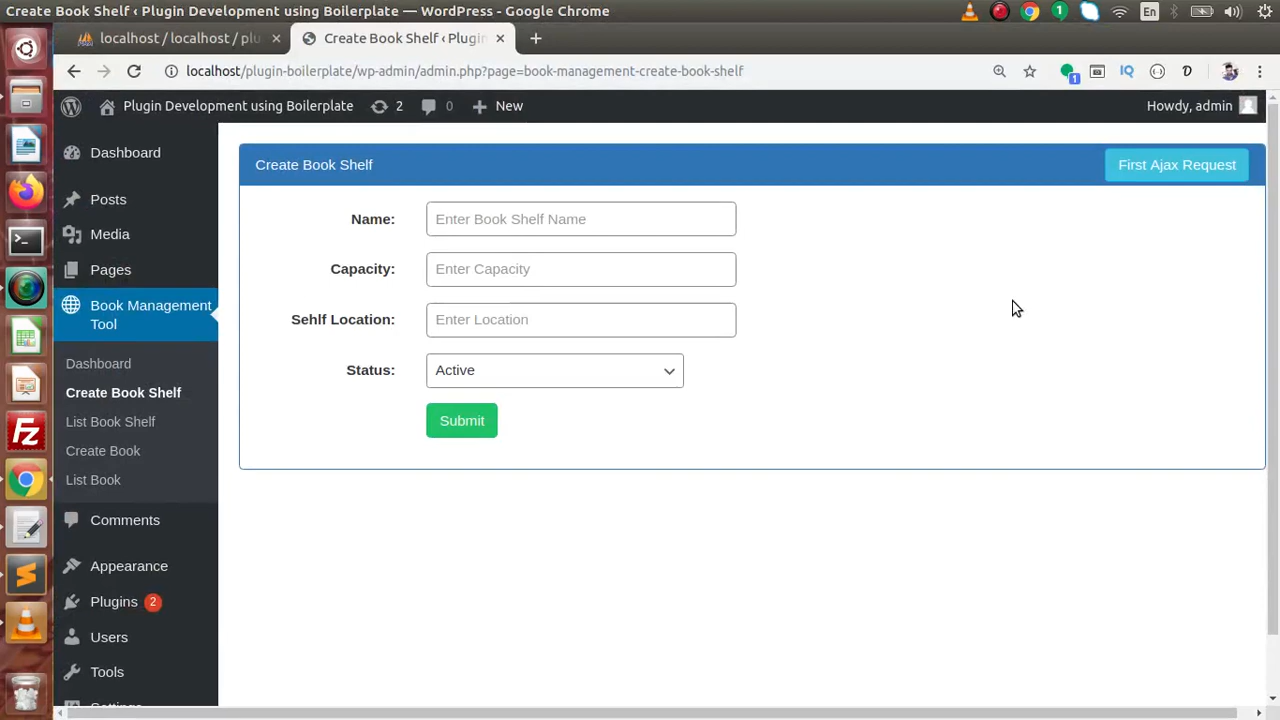 Create Book Shelf ‹ Plugin Development using Boilerplate — WordPress - Google Chrome
En
localhost / localhost / plu
Create Book Shelf ‹ Plugin
localhost/plugin-boilerplate/wp-admin/admin.php?page=book-management-create-book-shelf
Plugin Development using Boilerplate
2
0
New
Howdy, admin
Dashboard
Posts
Media
Pages
Book Management
Tool
Dashboard
Create Book Shelf
List Book Shelf
Create Book
List Book
Comments
Appearance
Plugins 2
Users
Tools
Create Book Shelf
First Ajax Request
Name:
Enter Book Shelf Name
Capacity:
Enter Capacity
Sehlf Location:
Enter Location
Status:
Active
Submit